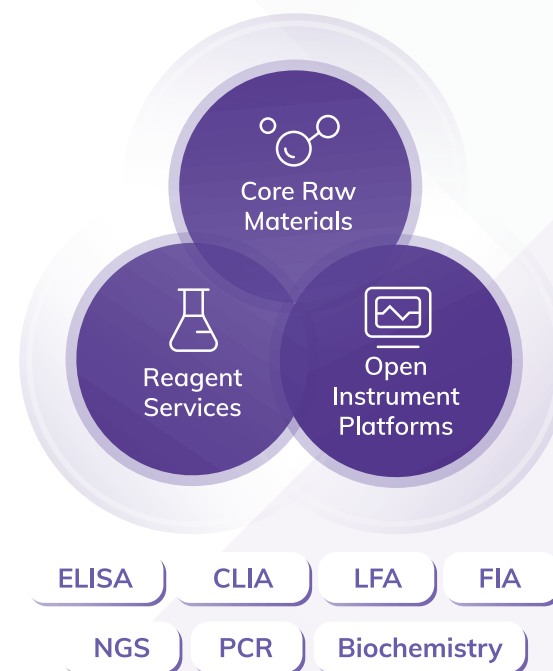 Core Raw
Materials
Reagent
Services
Open
Instrument
Platforms
ELISA
CLIA
LFA
FIA
NGS
PCR
Biochemistry